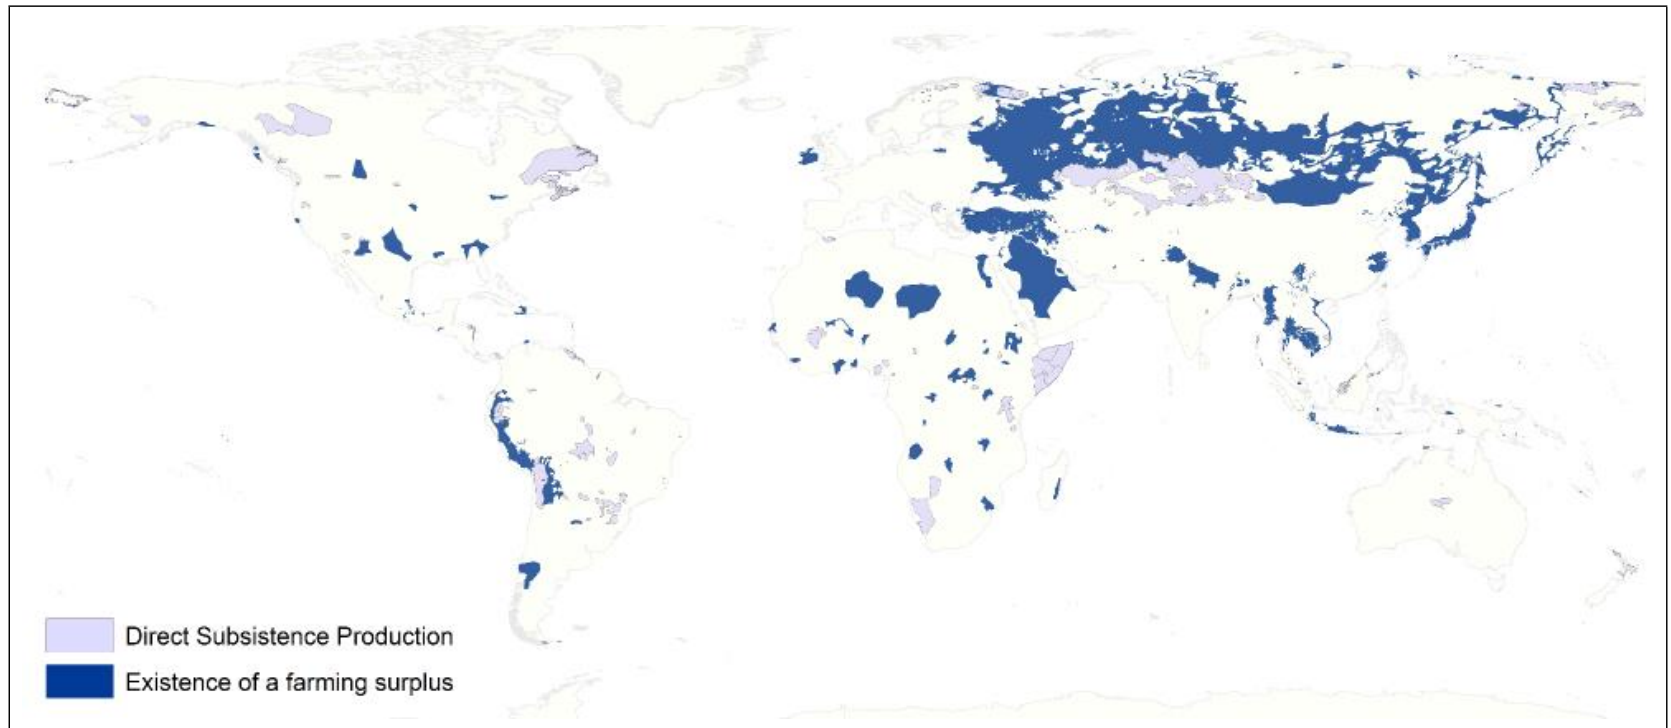 Direct Subsistence Production
Existence of a farming surplus